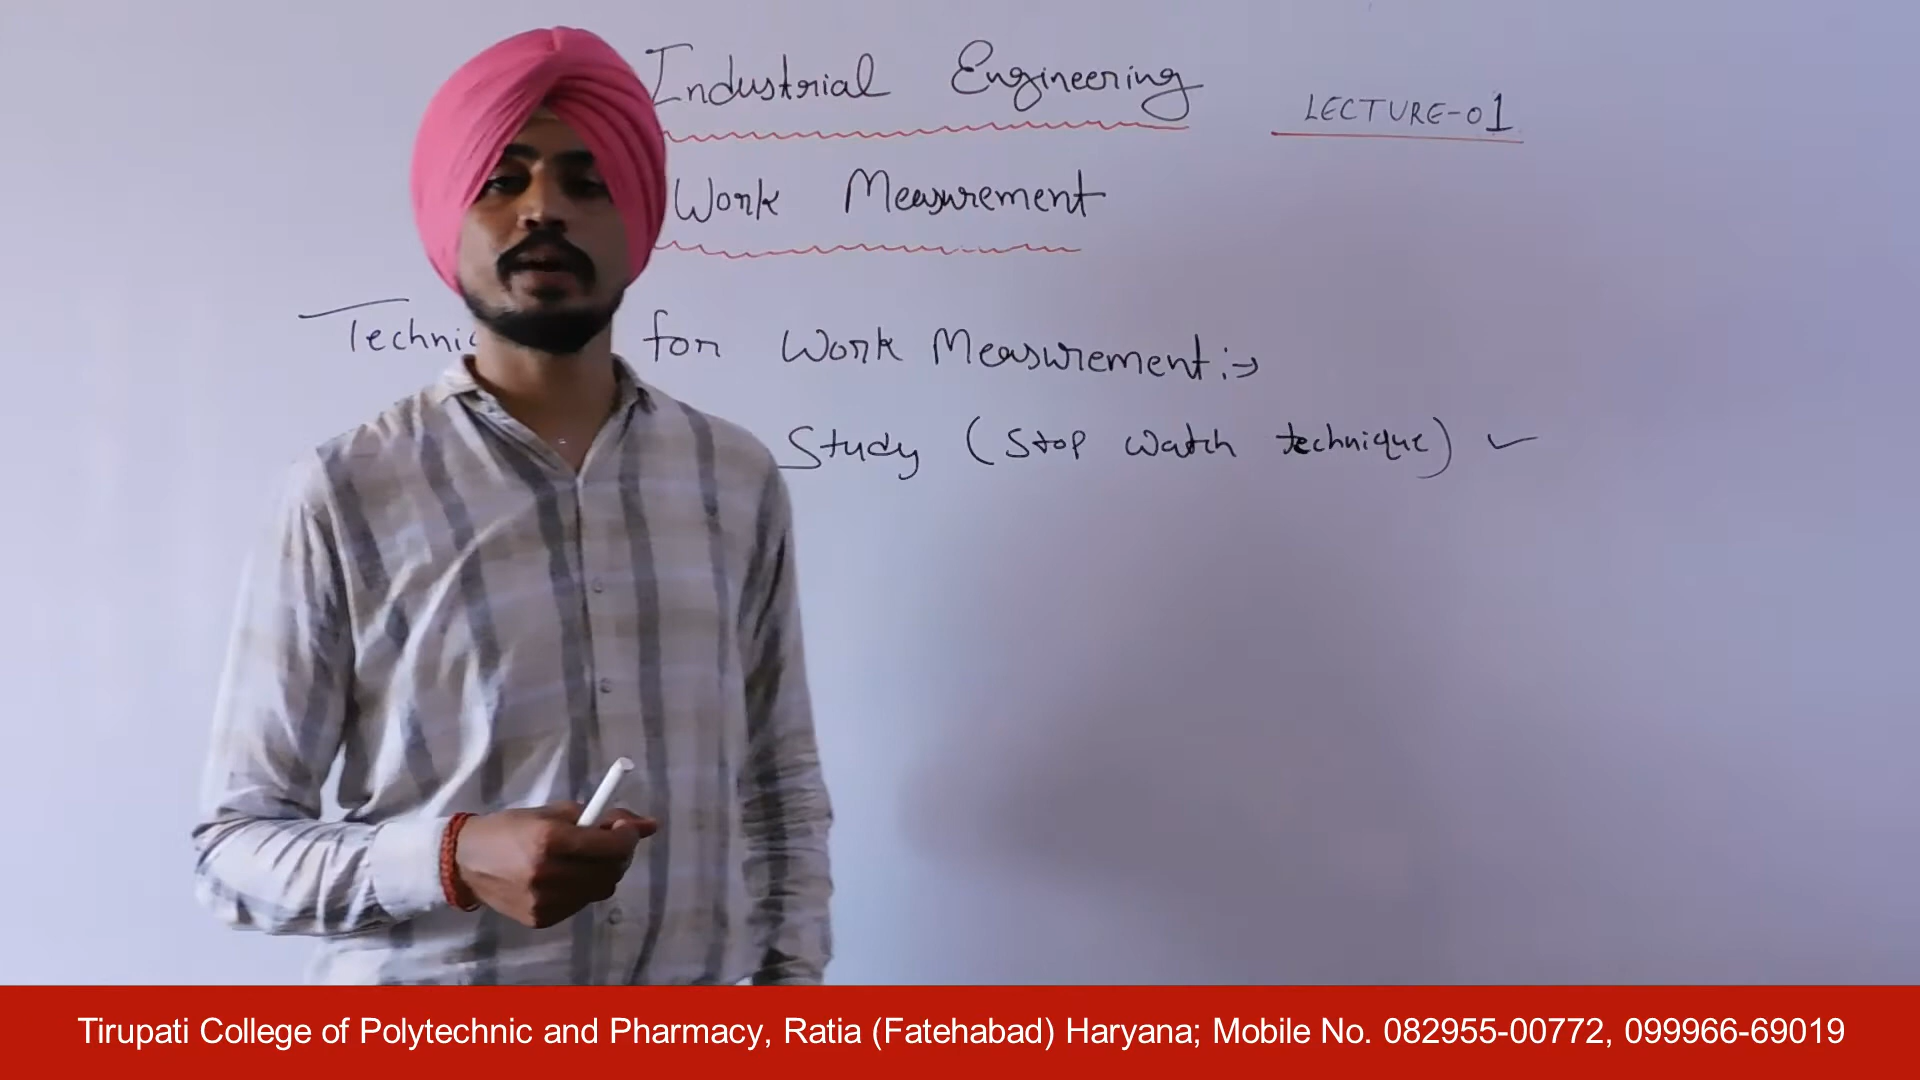 Industrial Engineering
LECTURE-01
Work Measurement
Technic for Work Measurement:->
Study (Stop Watch technique) ✓
Tirupati College of Polytechnic and Pharmacy, Ratia (Fatehabad) Haryana; Mobile No. 082955-00772, 099966-69019